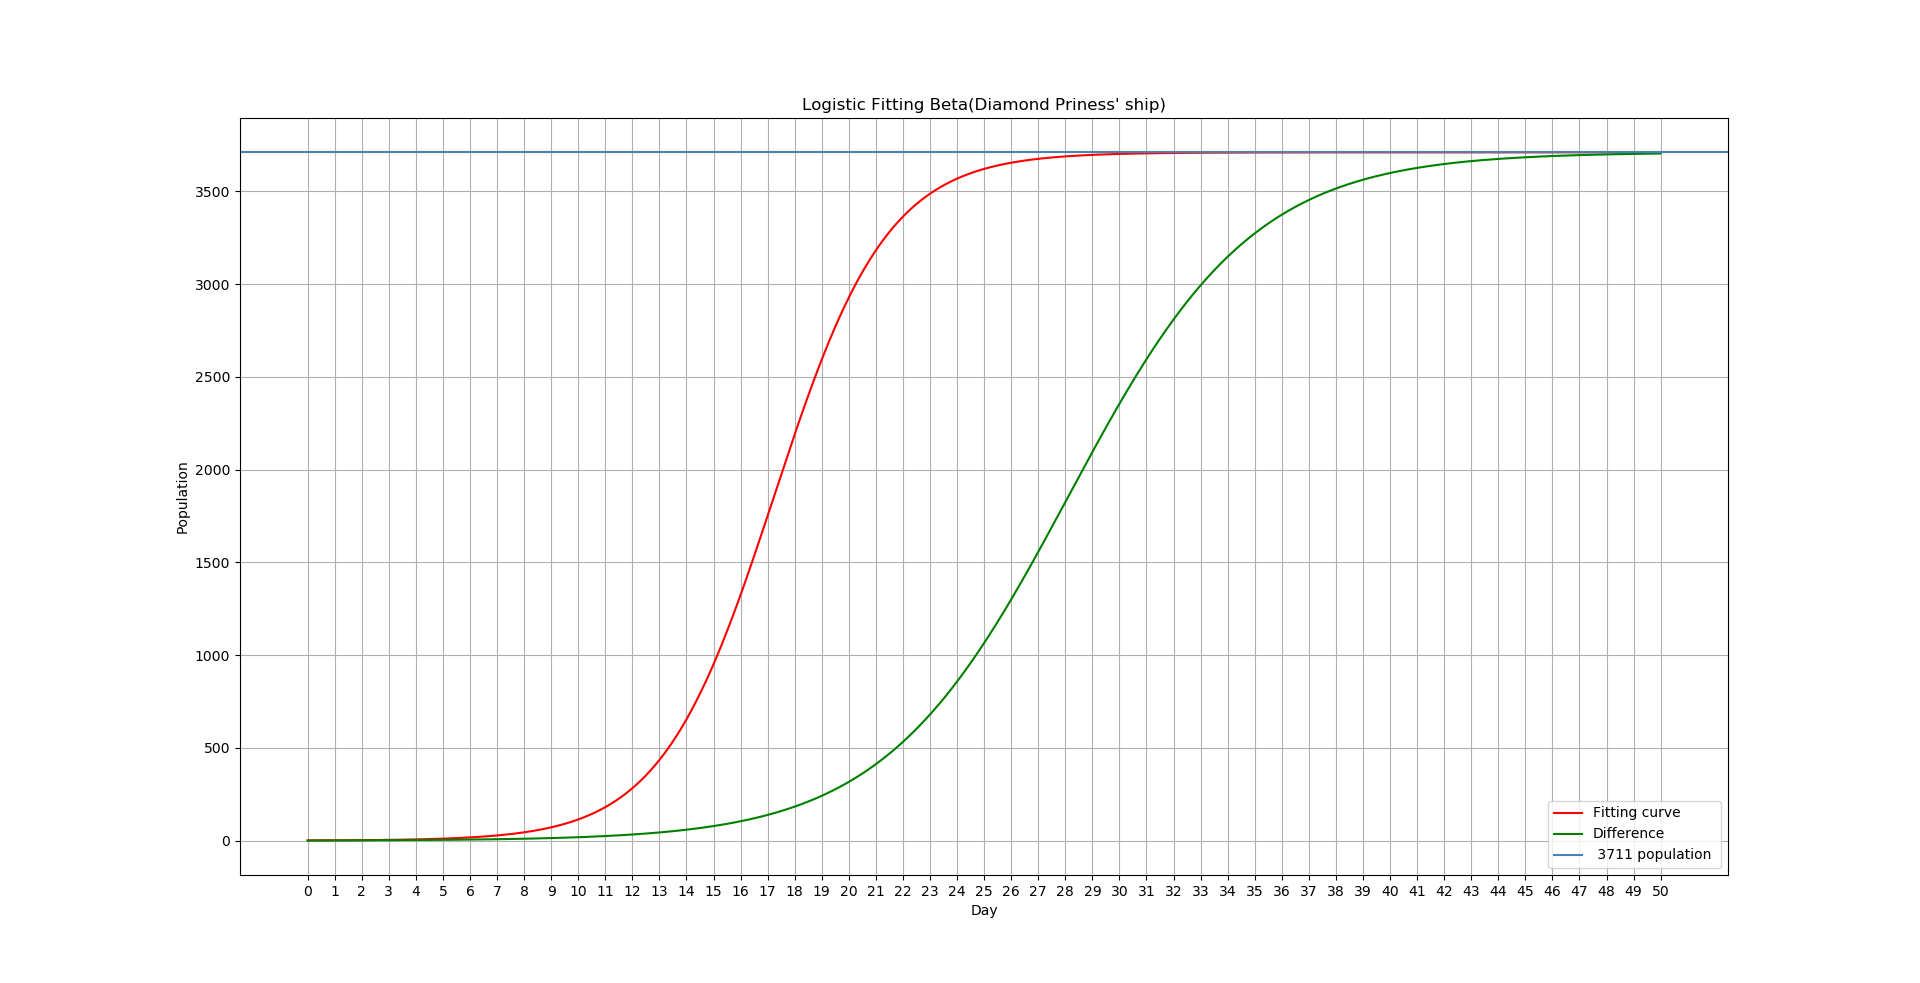 Logistic Fitting Beta(Diamond Priness' ship)
Population
3500
3000
2500
2000
1500
1000
500
0
Fitting curve
Difference
3711 population
0 1 2 3 4 5 6 7 8 9 10 11 12 13 14 15 16 17 18 19 20 21 22 23 24 25 26 27 28 29 30 31 32 33 34 35 36 37 38 39 40 41 42 43 44 45 46 47 48 49 50
Day